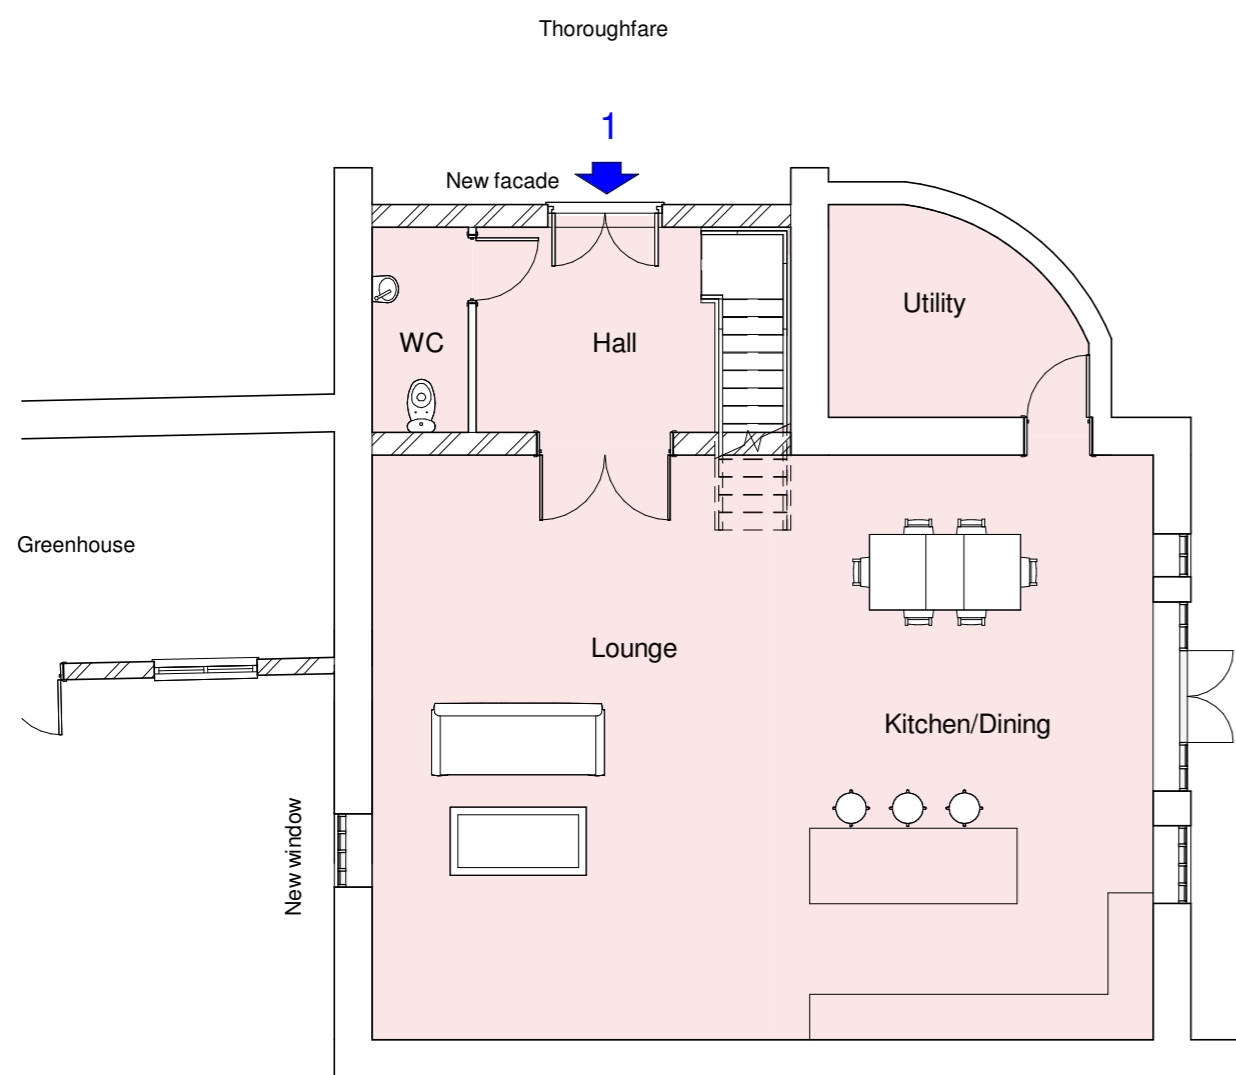 Thoroughfare
1
New facade
Utility
WC
Hall
Greenhouse
Lounge
Kitchen/Dining
New window